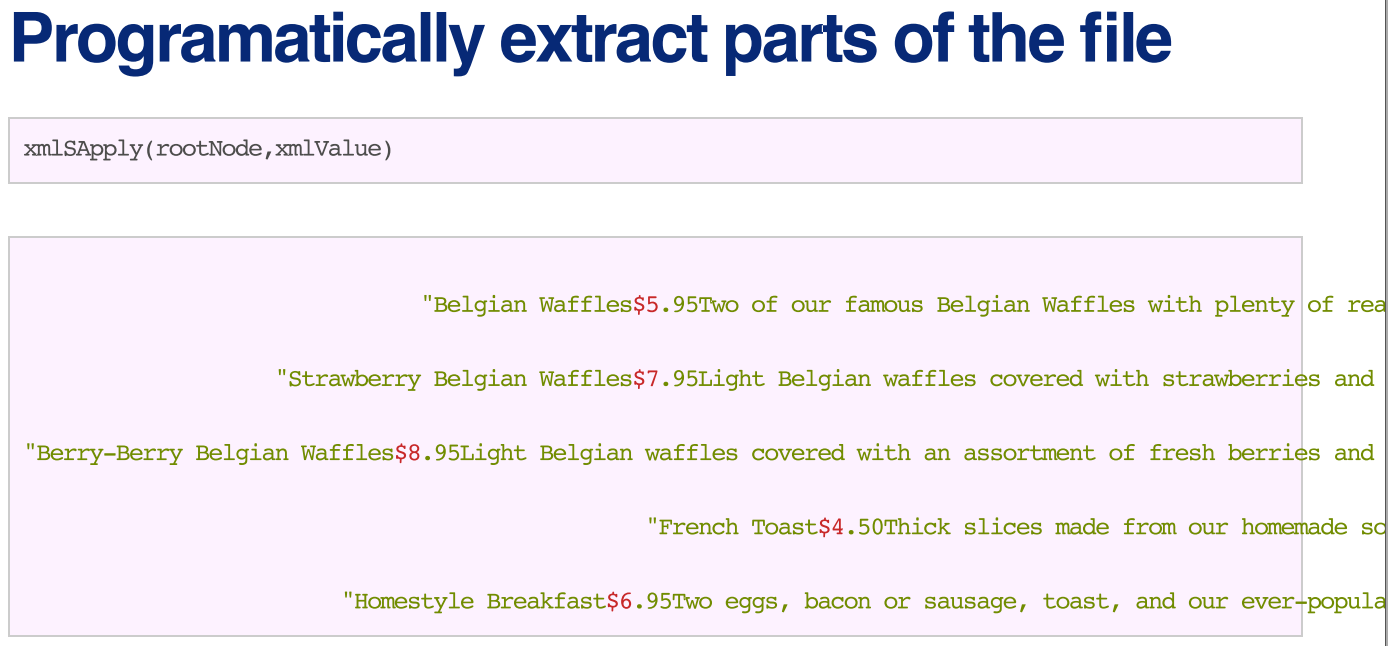 Programatically extract parts of the file
xmlSApply(rootNode,xmlValue)
"Belgian Waffles$5.95Two of our famous Belgian Waffles with plenty of rea
"Strawberry Belgian Waffles$7.95Light Belgian waffles covered with strawberries and
"Berry-Berry Belgian Waffles$8.95Light Belgian waffles covered with an assortment of fresh berries and
"French Toast$4.50Thick slices made from our homemade so
"Homestyle Breakfast$6.95Two eggs, bacon or sausage, toast, and our ever-popula